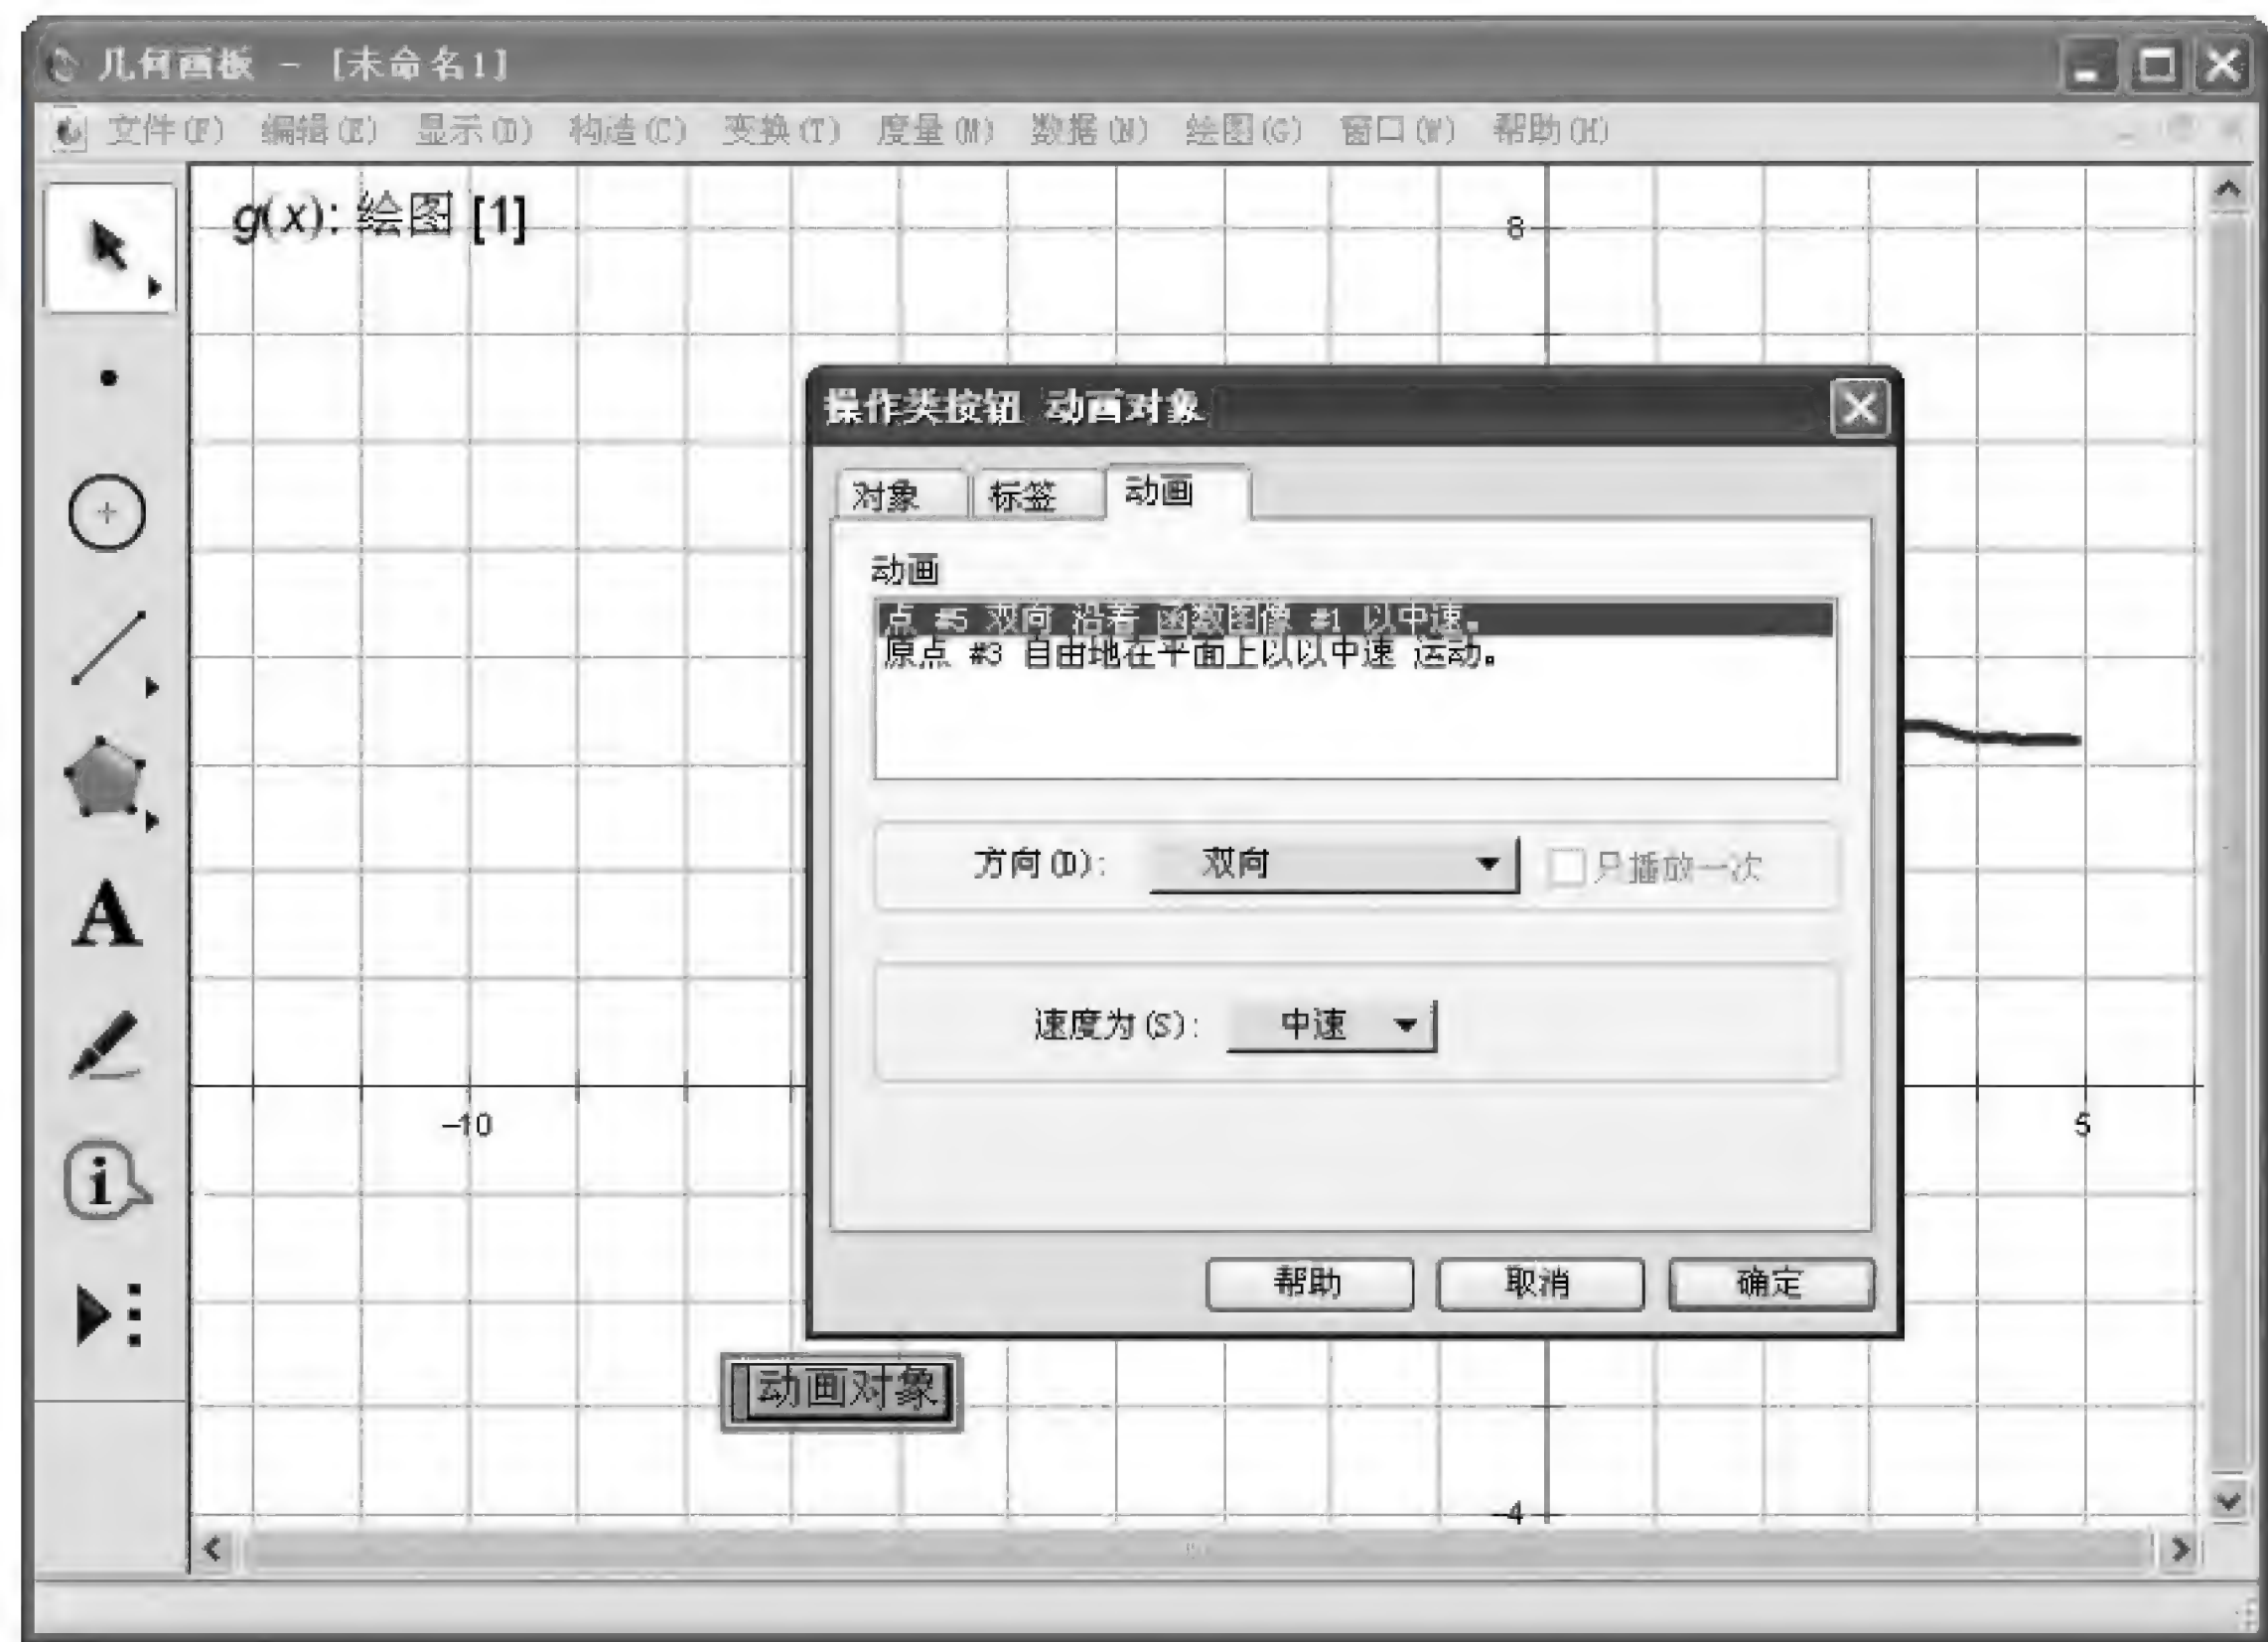 几何画板 - [未命名1]
文件(F) 编辑(E) 显示(D) 构造(C) 变换(T) 度量(M) 数据(N) 绘图(G) 窗口(W) 帮助(H)
g(x): 绘图 [1]
8
操作类按钮 动画对象
对象 标签 动画
动画
点 #5 双向 沿着 函数图像 #1 以中速。
原点 #3 自由地在平面上以以中速 运动。
方向(D): 双向 只播放一次
A
速度为(S): 中速
-10
5
i
帮助 取消 确定
动画对象
-4